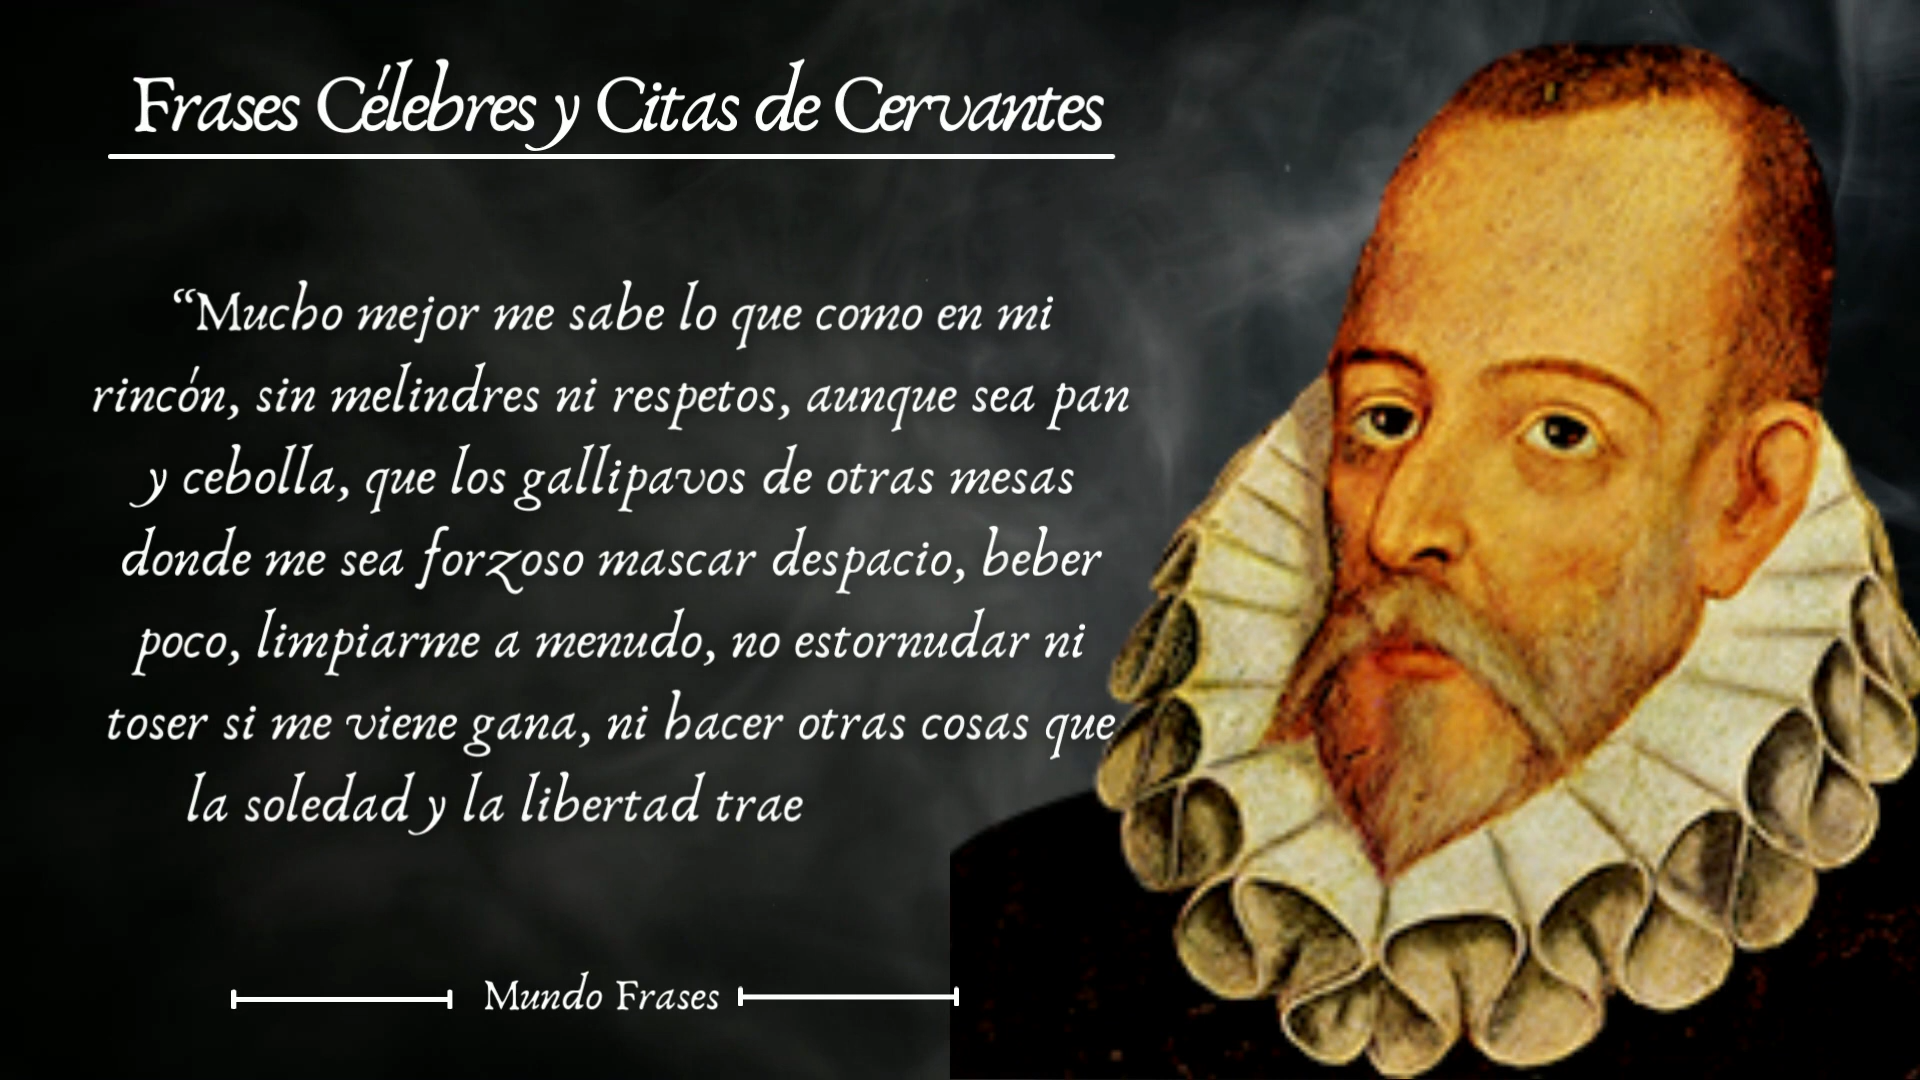 Frases Célebres y Citas de Cervantes
“Mucho mejor me sabe lo que como en mi
rincón, sin melindres ni respetos, aunque sea pan
y cebolla, que los gallipavos de otras mesas
donde me sea forzoso mascar despacio, beber
poco, limpiarme a menudo, no estornudar ni
toser si me viene gana, ni hacer otras cosas que
la soledad y la libertad trae
Mundo Frases